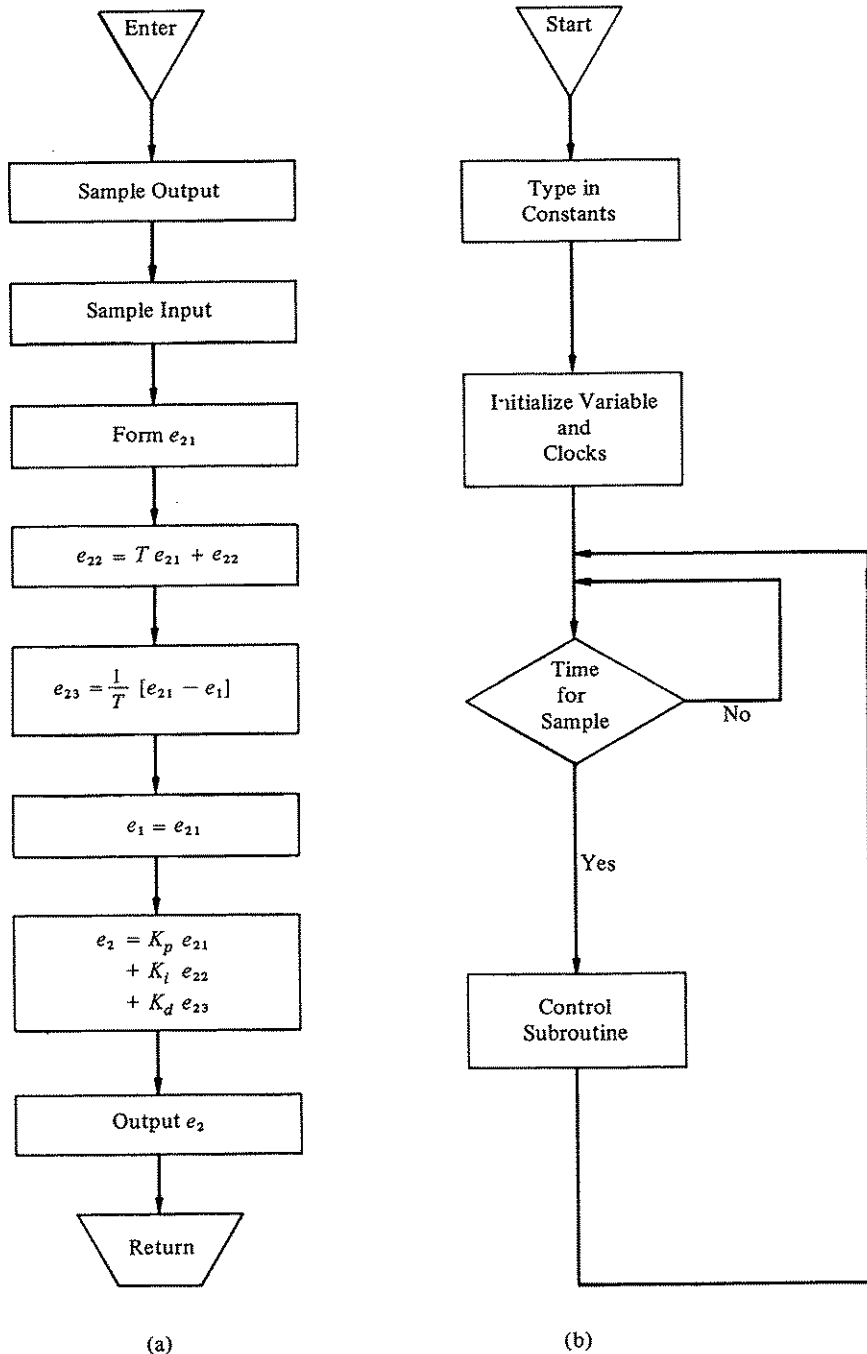 Enter
Sample Output
Sample Input
Form e₂₁
e₂₂ = T e₂₁ + e₂₂
e₂₃ = 1/T [e₂₁ − e₁]
e₁ = e₂₁
e₂ = Kₚ e₂₁
+ Kᵢ e₂₂
+ K_d e₂₃
Output e₂
Return
(a)
Start
Type in
Constants
Initialize Variable
and
Clocks
Time
for
Sample
No
Yes
Control
Subroutine
(b)